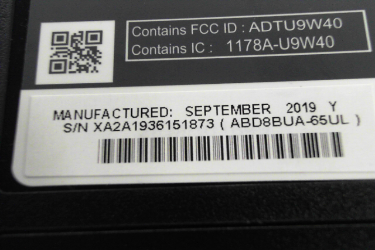 Contains FCC ID : ADTU9W40
Contains IC : 1178A-U9W40
MANUFACTURED: SEPTEMBER 2019 Y
S/N XA2A1936151873 ( ABD8BUA-65UL )